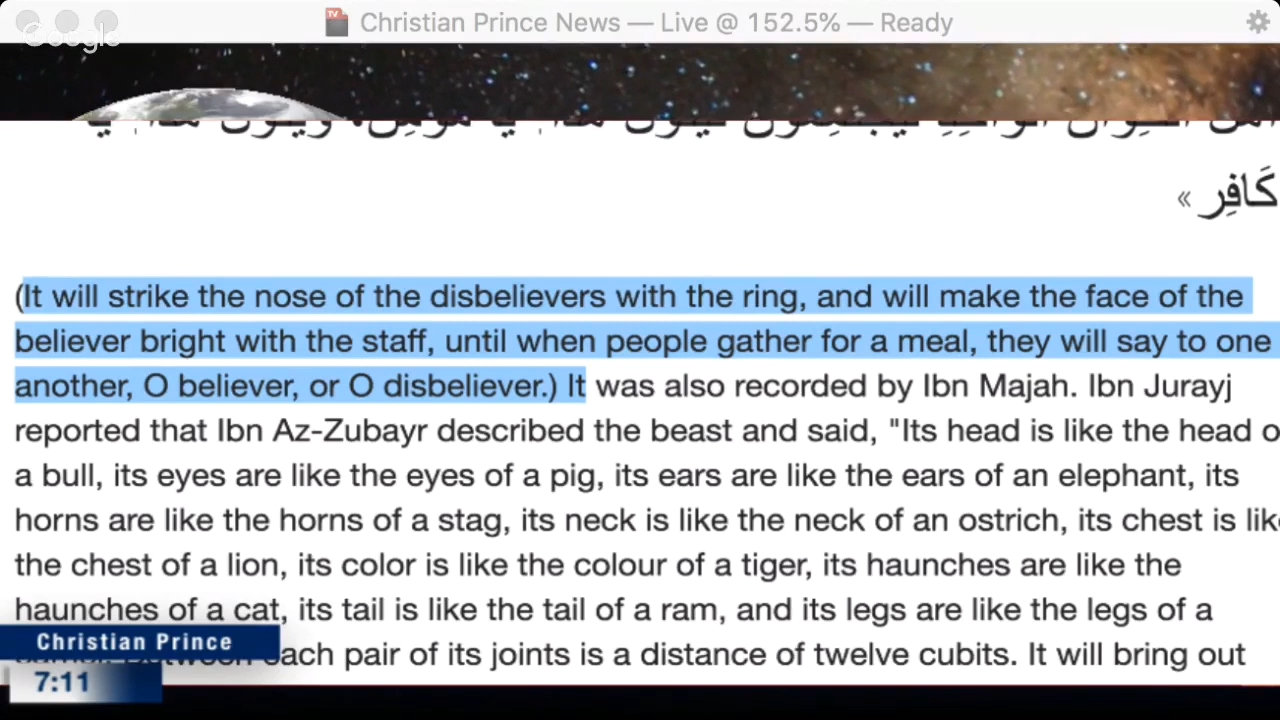 Christian Prince News — Live @ 152.5% — Ready
Google
كَافِر »
(It will strike the nose of the disbelievers with the ring, and will make the face of the
believer bright with the staff, until when people gather for a meal, they will say to one
another, O believer, or O disbeliever.) It was also recorded by Ibn Majah. Ibn Jurayj
reported that Ibn Az-Zubayr described the beast and said, "Its head is like the head o
a bull, its eyes are like the eyes of a pig, its ears are like the ears of an elephant, its
horns are like the horns of a stag, its neck is like the neck of an ostrich, its chest is lik
the chest of a lion, its color is like the colour of a tiger, its haunches are like the
haunches of a cat, its tail is like the tail of a ram, and its legs are like the legs of a
each pair of its joints is a distance of twelve cubits. It will bring out
Christian Prince
7:11